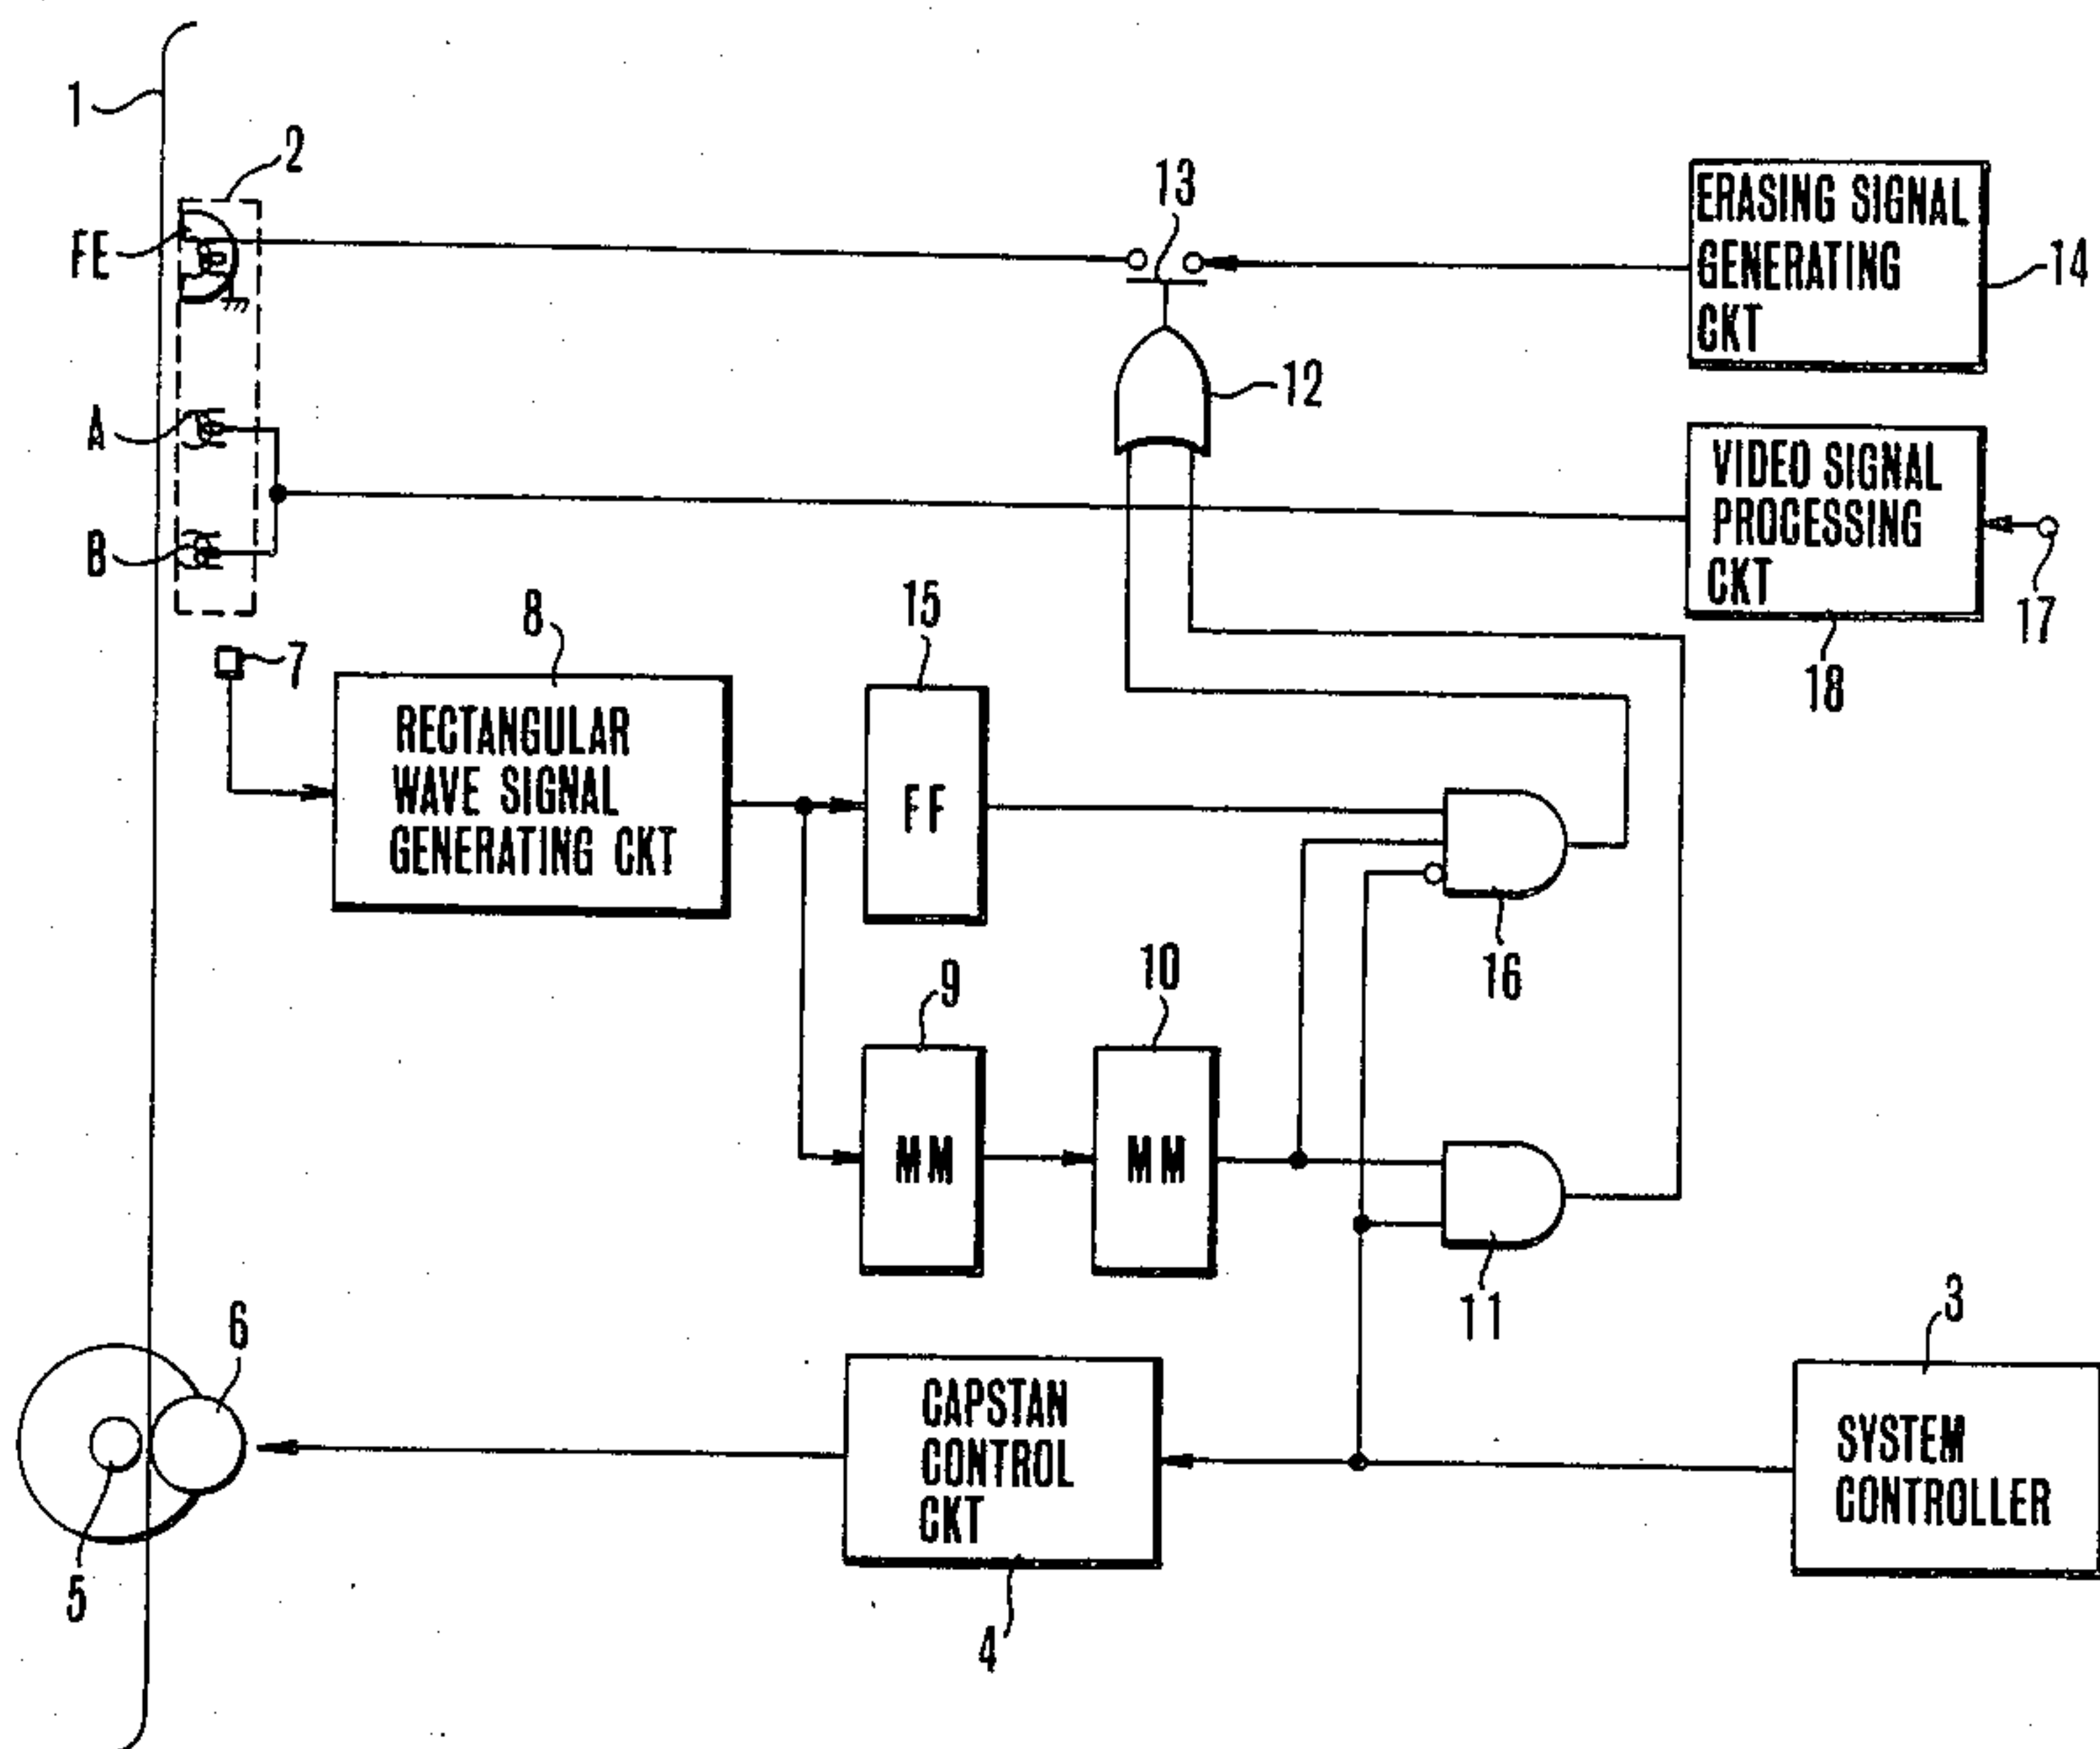 1
2
FE
13
ERASING SIGNAL
GENERATING
CKT
14
12
A
VIDEO SIGNAL
PROCESSING
CKT
B
17
18
7
8
15
RECTANGULAR
WAVE SIGNAL
GENERATING CKT
FF
16
9
10
MM
MM
11
3
6
CAPSTAN
CONTROL
CKT
SYSTEM
CONTROLLER
5
4